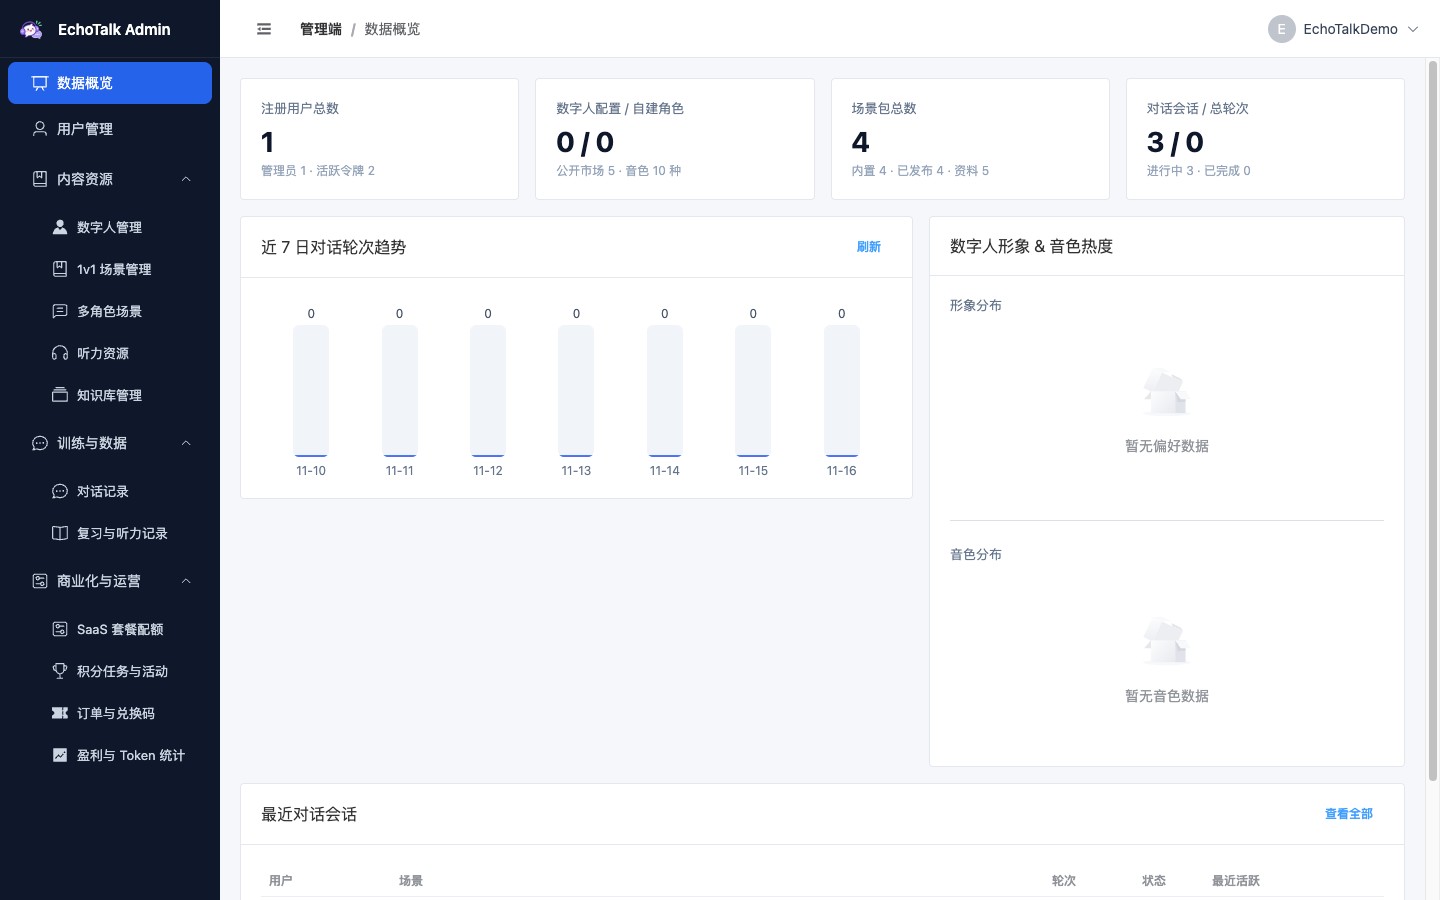 EchoTalk Admin
数据概览
用户管理
内容资源
数字人管理
1v1 场景管理
多角色场景
听力资源
知识库管理
训练与数据
对话记录
复习与听力记录
商业化与运营
SaaS 套餐配额
积分任务与活动
订单与兑换码
盈利与 Token 统计
管理端 / 数据概览
E EchoTalkDemo
注册用户总数
1
管理员 1 · 活跃令牌 2
数字人配置 / 自建角色
0 / 0
公开市场 5 · 音色 10 种
场景包总数
4
内置 4 · 已发布 4 · 资料 5
对话会话 / 总轮次
3 / 0
进行中 3 · 已完成 0
近 7 日对话轮次趋势 刷新
0 0 0 0 0 0 0
11-10 11-11 11-12 11-13 11-14 11-15 11-16
数字人形象 & 音色热度
形象分布
暂无偏好数据
音色分布
暂无音色数据
最近对话会话 查看全部
用户 场景 轮次 状态 最近活跃